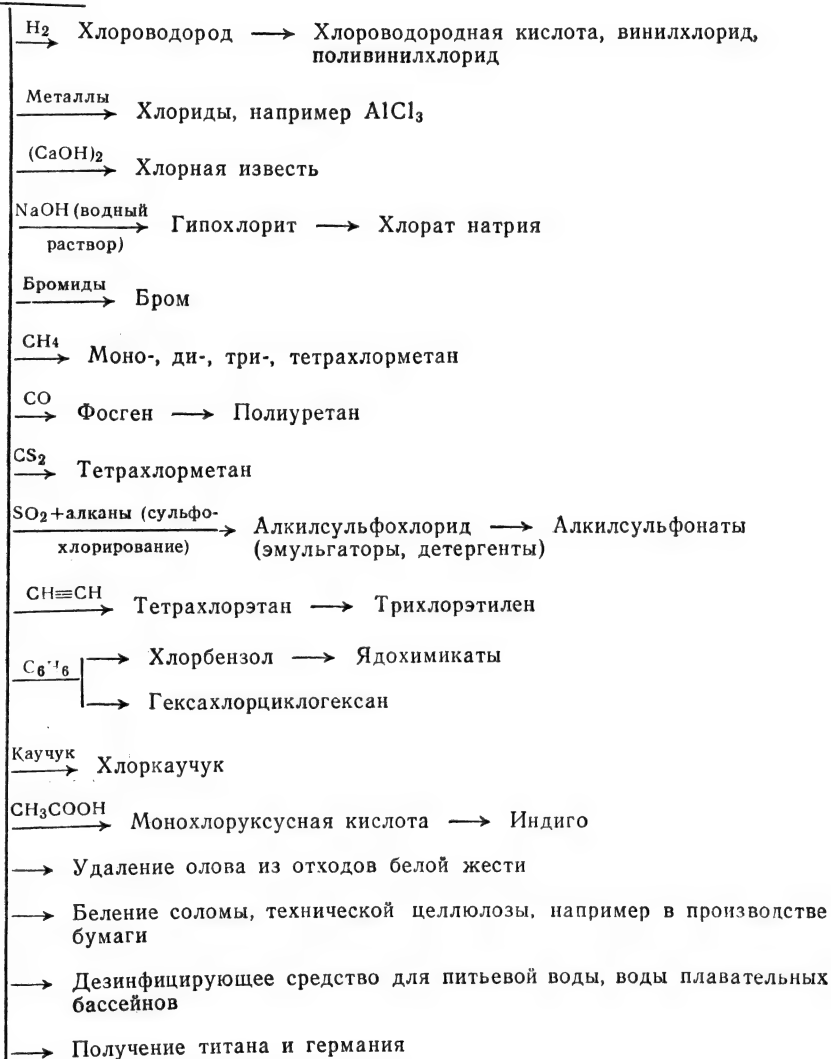 H₂ Хлороводород → Хлороводородная кислота, винилхлорид,
поливинилхлорид
Металлы Хлориды, например AlCl₃
(CaOH)₂ Хлорная известь
NaOH (водный
раствор) Гипохлорит → Хлорат натрия
Бромиды Бром
CH₄ Моно-, ди-, три-, тетрахлорметан
CO Фосген → Полиуретан
CS₂ Тетрахлорметан
SO₂+алканы (сульфо-
хлорирование) Алкилсульфохлорид → Алкилсульфонаты
(эмульгаторы, детергенты)
CH≡CH Тетрахлорэтан → Трихлорэтилен
→ Хлорбензол → Ядохимикаты
→ Гексахлорциклогексан
Каучук Хлоркаучук
CH₃COOH Монохлоруксусная кислота → Индиго
→ Удаление олова из отходов белой жести
→ Беление соломы, технической целлюлозы, например в производстве
бумаги
→ Дезинфицирующее средство для питьевой воды, воды плавательных
бассейнов
→ Получение титана и германия